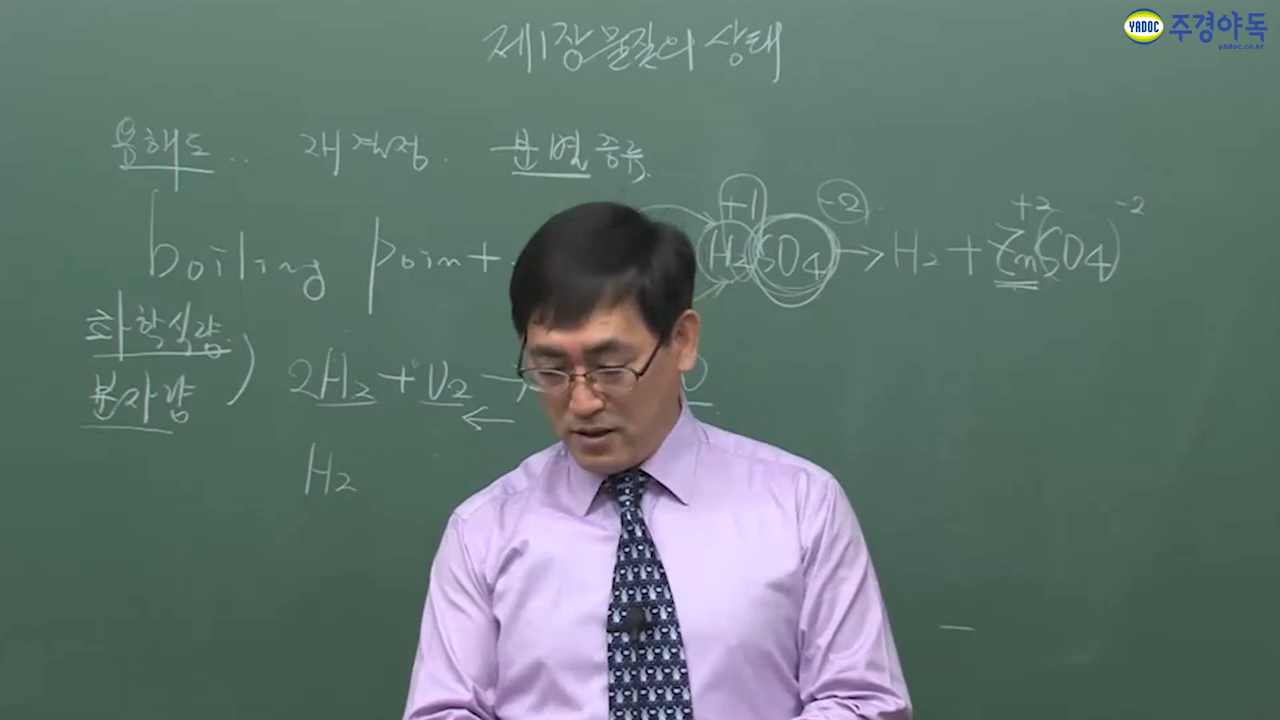 YADOC 주경야독
yadoc.co.kr
제1장 물질의 상태
용해도.. 재결정. 분별증류.
boiling point.
+1 -2 +2 -2
H₂SO₄ → H₂ + ZnSO₄
화학식량
분자량 ) 2H₂ + O₂ →
←
H₂